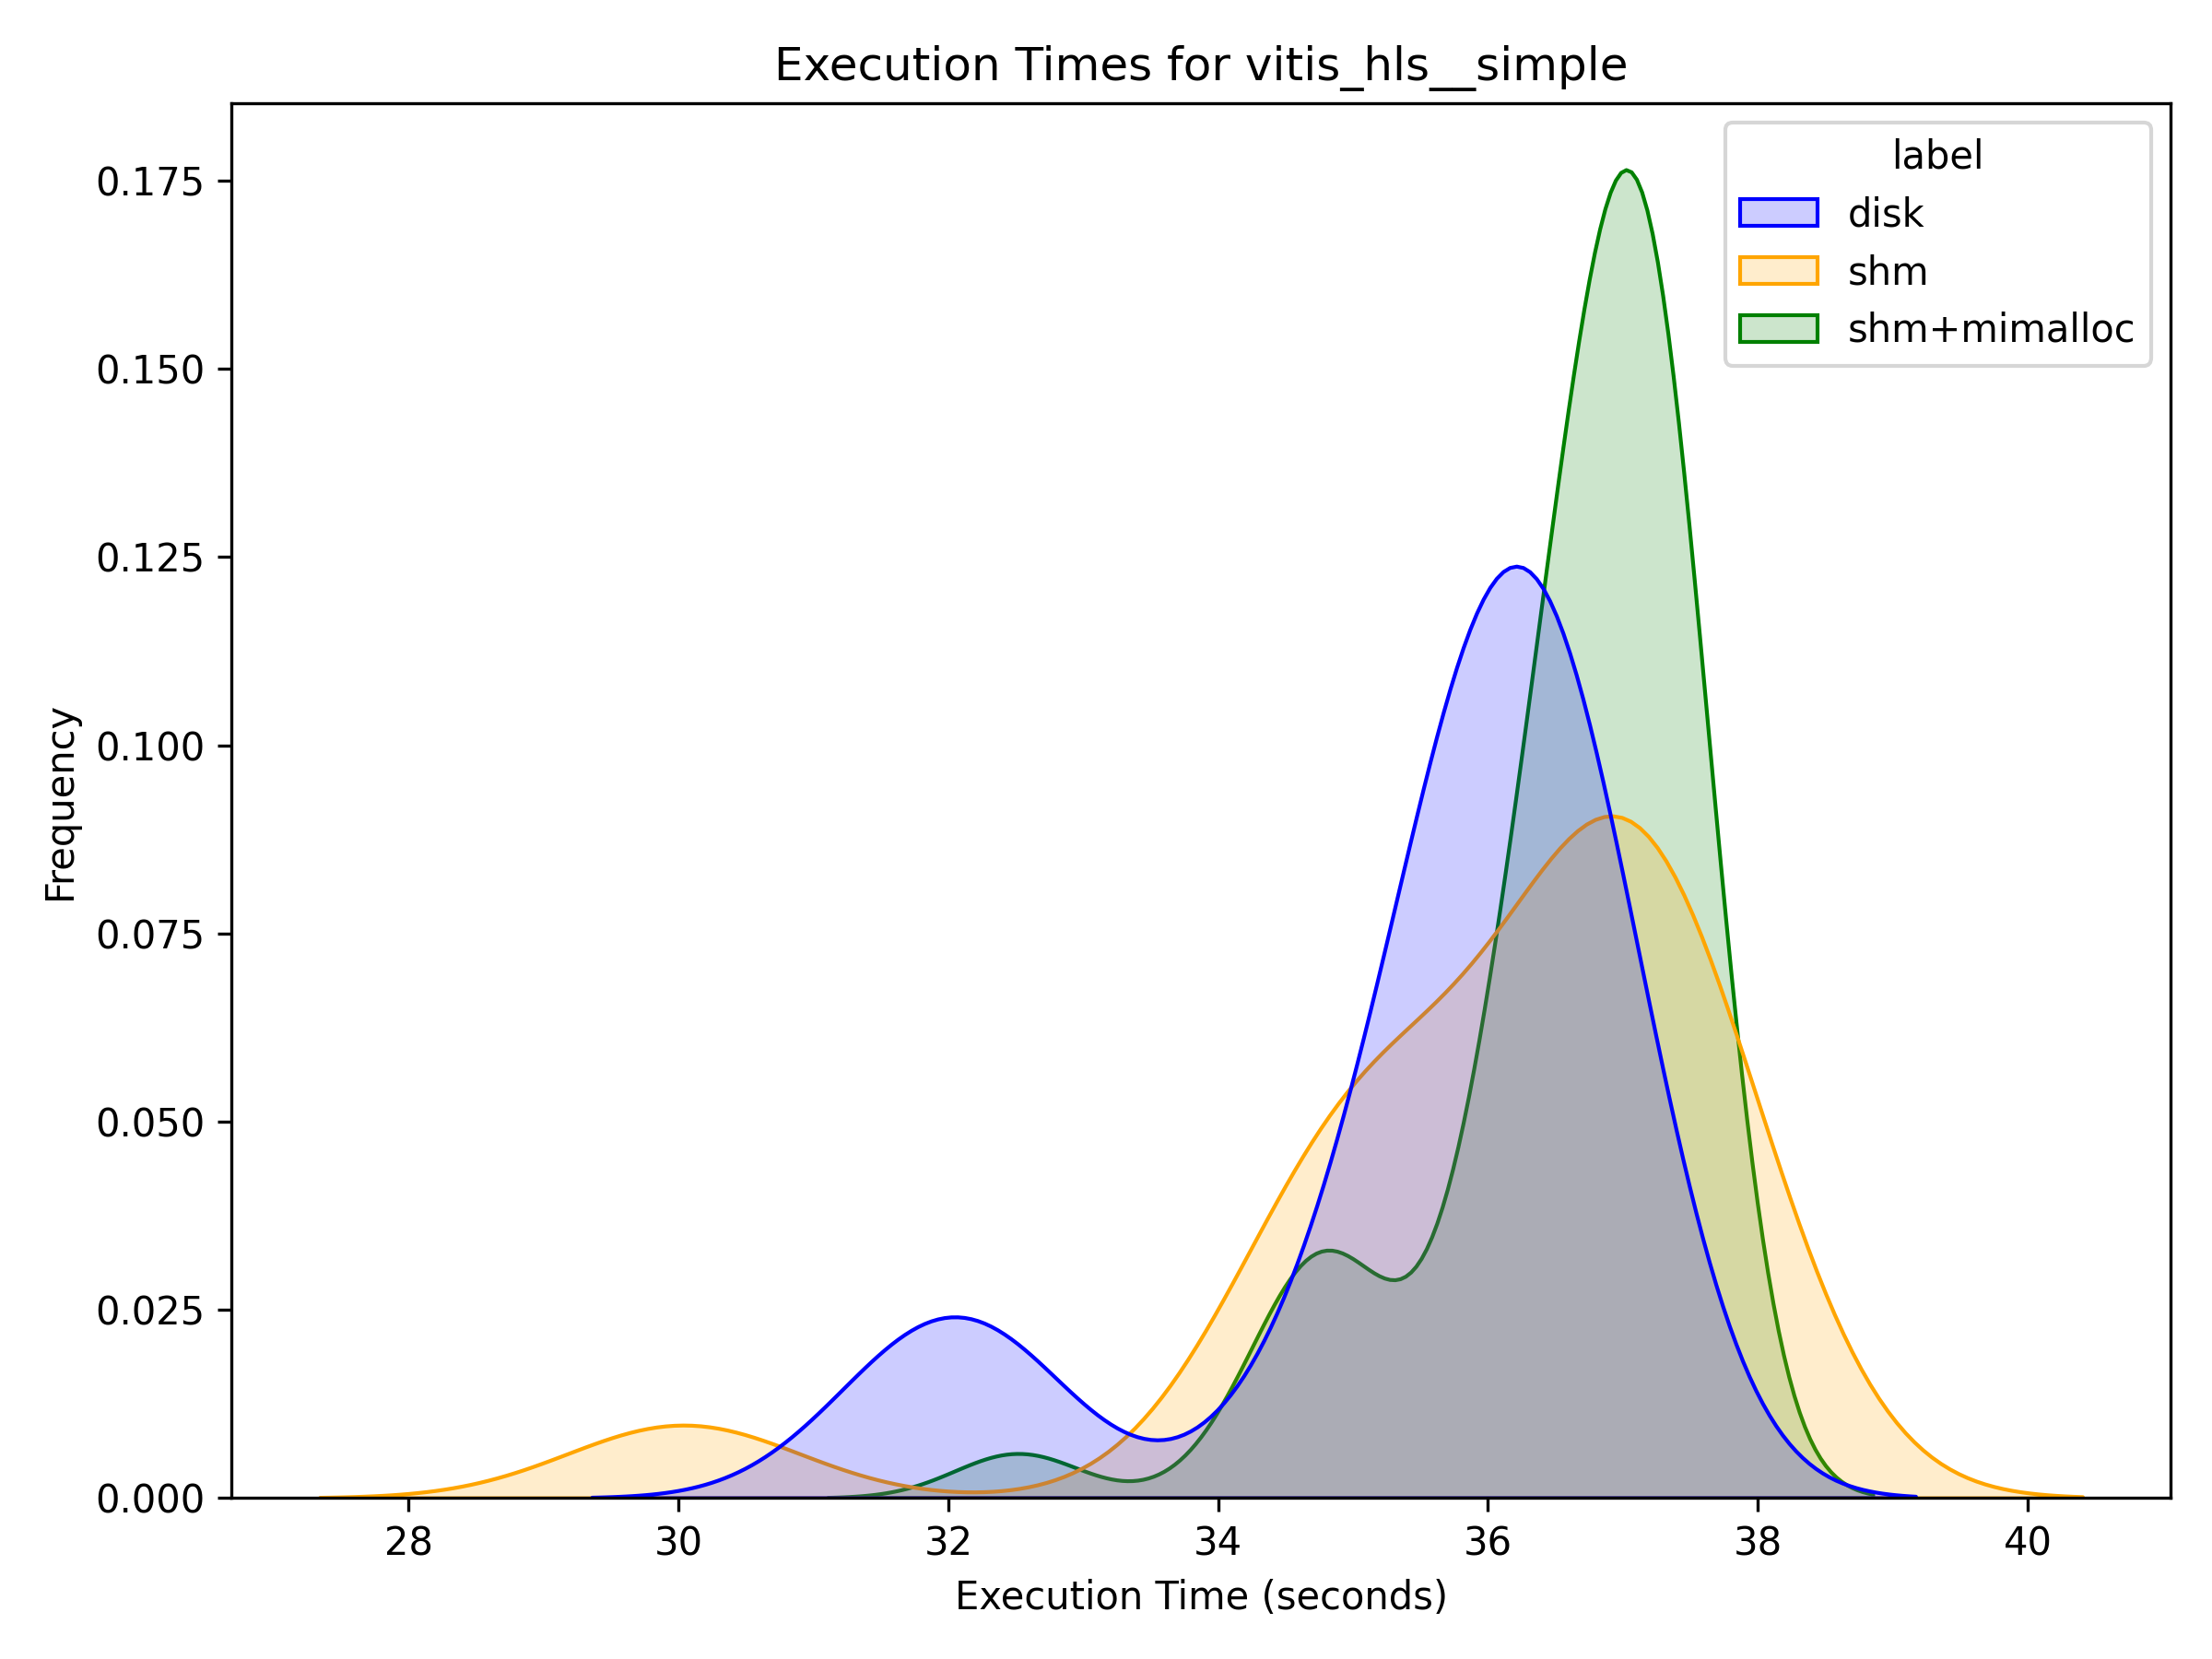 Execution Times for vitis_hls__simple
label
disk
shm
shm+mimalloc
Frequency
0.175
0.150
0.125
0.100
0.075
0.050
0.025
0.000
28 30 32 34 36 38 40
Execution Time (seconds)